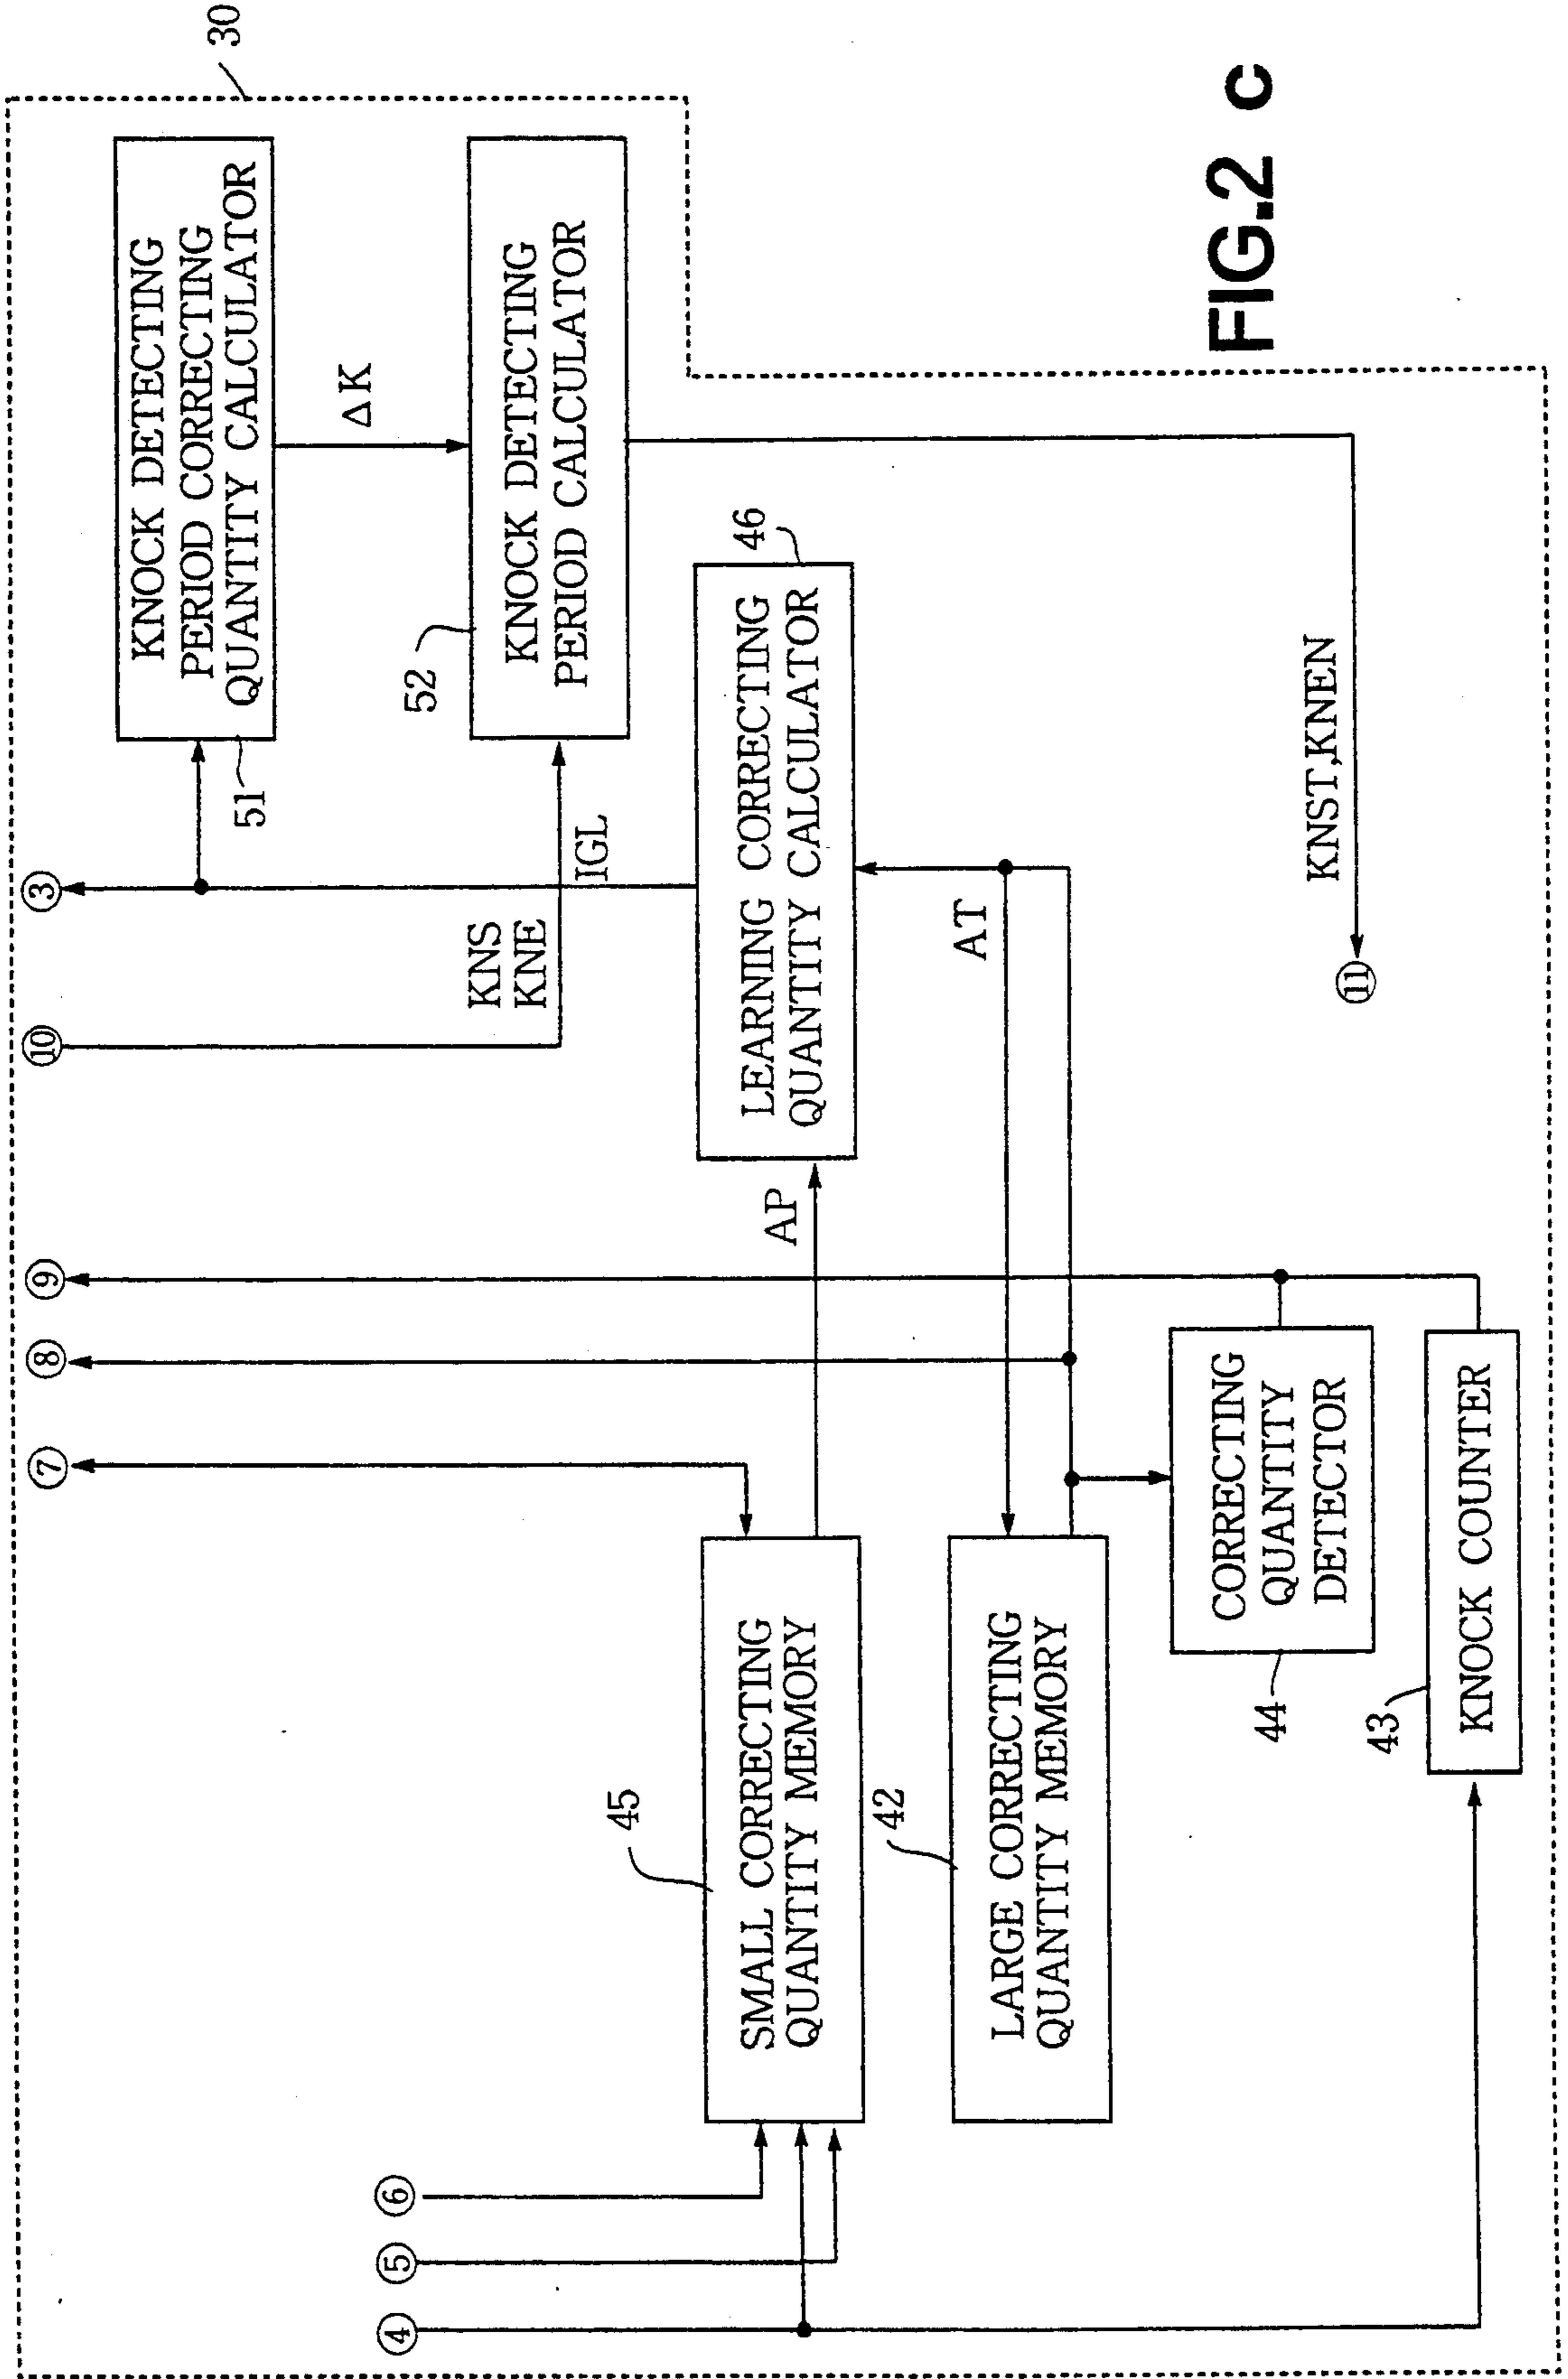 30
KNOCK DETECTING
PERIOD CORRECTING
QUANTITY CALCULATOR
51
ΔK
KNOCK DETECTING
PERIOD CALCULATOR
52
③
⑩
KNS
KNE
IGL
LEARNING CORRECTING
QUANTITY CALCULATOR
46
⑨
⑧
⑦
AP
AT
SMALL CORRECTING
QUANTITY MEMORY
45
LARGE CORRECTING
QUANTITY MEMORY
42
CORRECTING
QUANTITY
DETECTOR
44
KNOCK COUNTER
43
⑥
⑤
④
KNST,KNEN
⑪
FIG.2 c